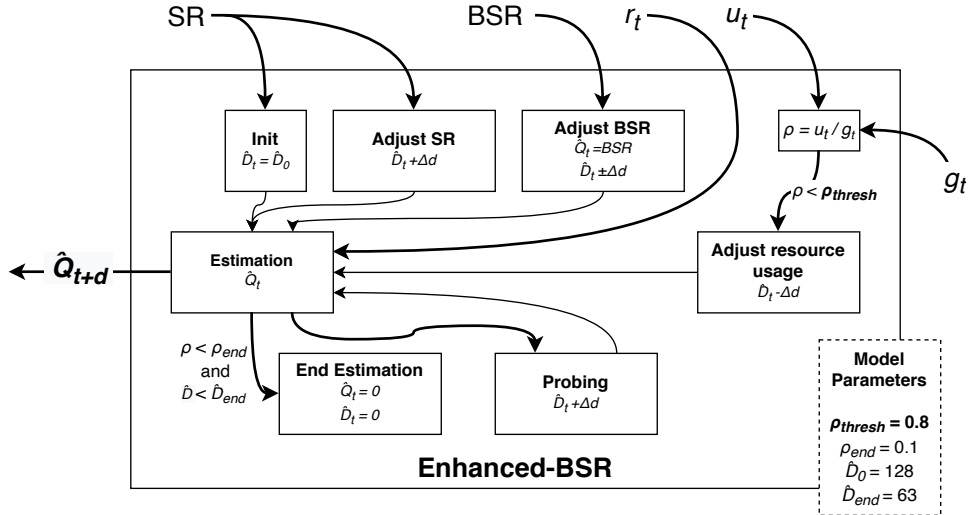 SR
BSR
r_t
u_t
Init
D̂_t = D̂_0
Adjust SR
D̂_t +Δd
Adjust BSR
Q̂_t =BSR
D̂_t ±Δd
ρ = u_t / g_t
g_t
ρ < ρ_thresh
Estimation
Q̂_t
Adjust resource
usage
D̂_t -Δd
Q̂_t+d
ρ < ρ_end
and
D̂ < D̂_end
End Estimation
Q̂_t = 0
D̂_t = 0
Probing
D̂_t +Δd
Enhanced-BSR
Model
Parameters
ρ_thresh = 0.8
ρ_end = 0.1
D̂_0 = 128
D̂_end = 63